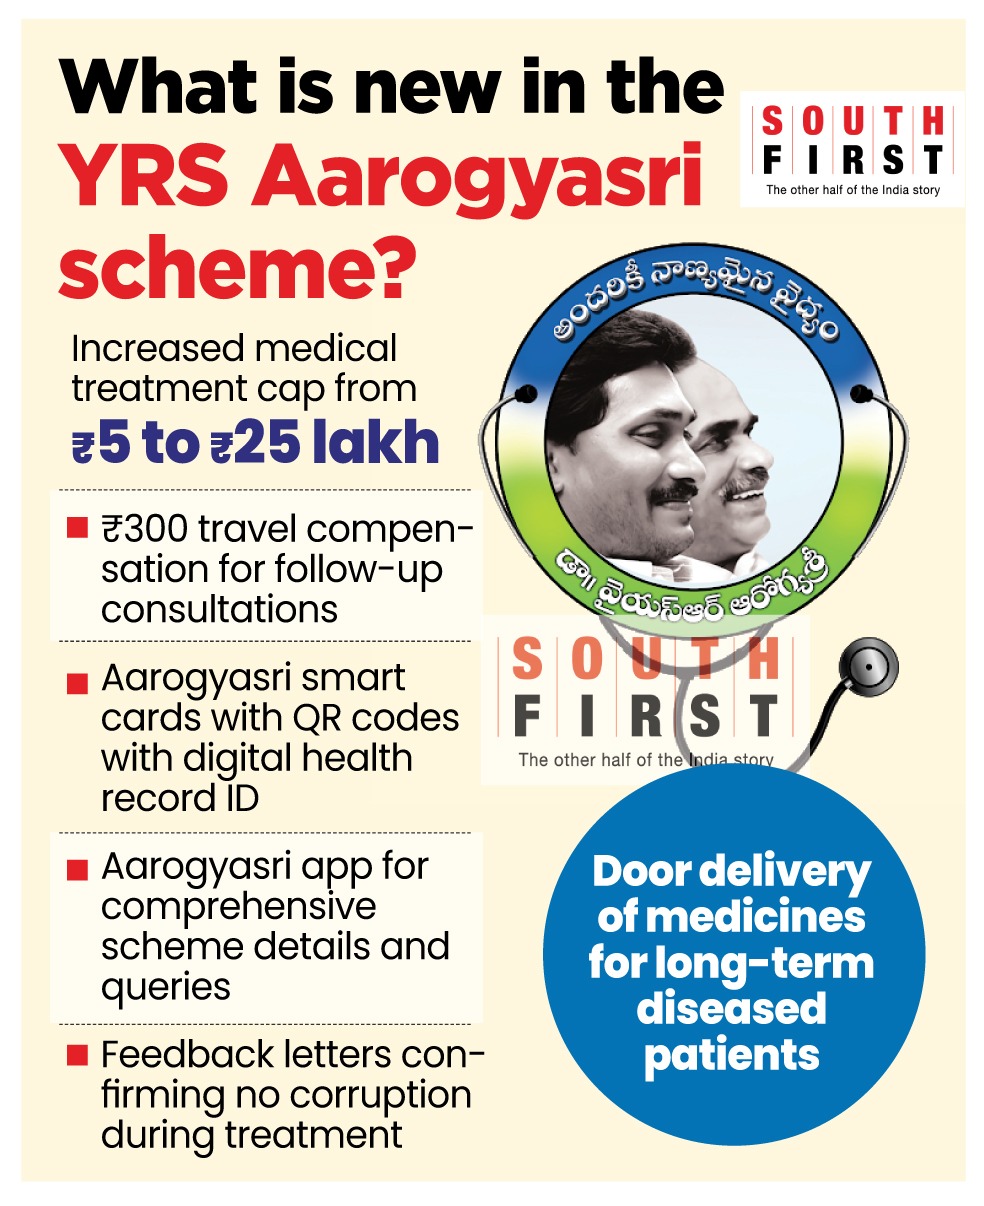 What is new in the
YRS Aarogyasri
scheme?
SOUTH
FIRST
The other half of the India story
Increased medical
treatment cap from
₹5 to ₹25 lakh
₹300 travel compen-
sation for follow-up
consultations
Aarogyasri smart
cards with QR codes
with digital health
record ID
Aarogyasri app for
comprehensive
scheme details and
queries
Feedback letters con-
firming no corruption
during treatment
అందరికీ నాణ్యమైన వైద్యం
డా॥ వైయస్ఆర్ ఆరోగ్యశ్రీ
SOUTH
FIRST
The other half of the India story
Door delivery
of medicines
for long-term
diseased
patients